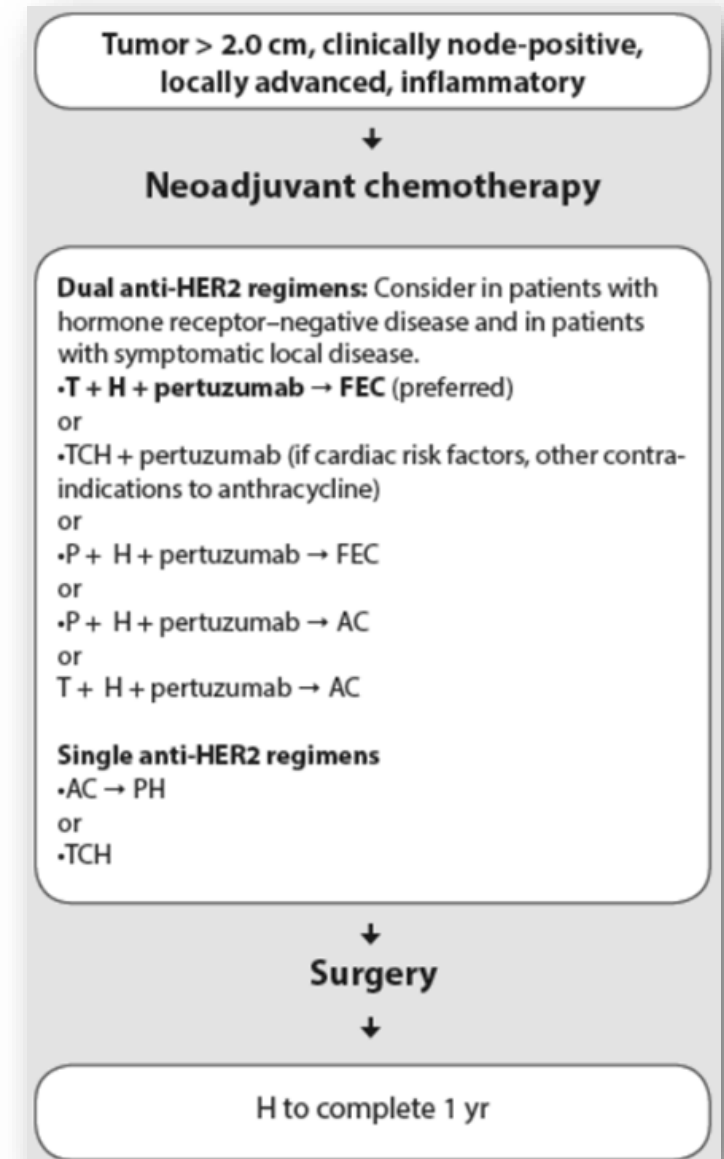 Tumor > 2.0 cm, clinically node-positive,
locally advanced, inflammatory
↓
Neoadjuvant chemotherapy
Dual anti-HER2 regimens: Consider in patients with
hormone receptor–negative disease and in patients
with symptomatic local disease.
•T + H + pertuzumab → FEC (preferred)
or
•TCH + pertuzumab (if cardiac risk factors, other contra-
indications to anthracycline)
or
•P + H + pertuzumab → FEC
or
•P + H + pertuzumab → AC
or
T + H + pertuzumab → AC
Single anti-HER2 regimens
•AC → PH
or
•TCH
↓
Surgery
↓
H to complete 1 yr